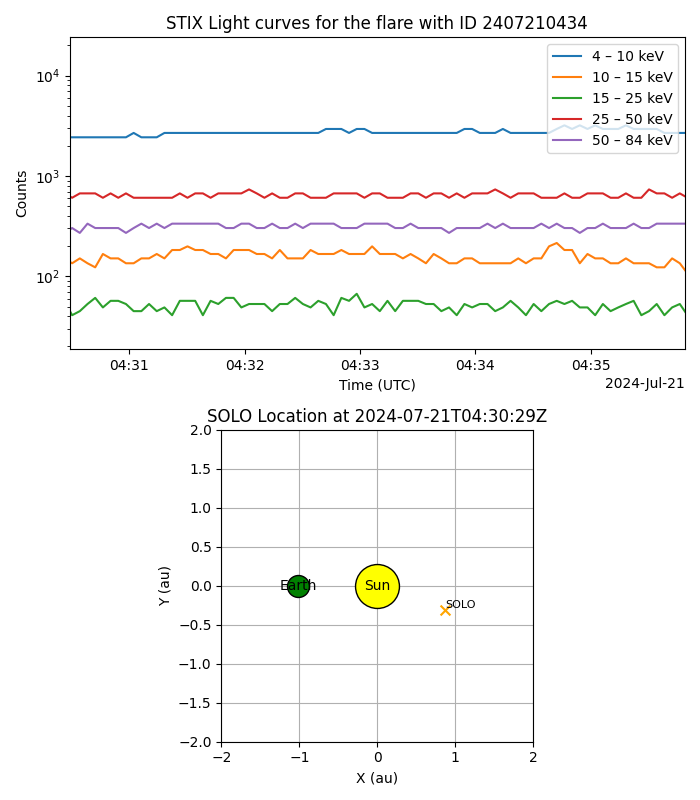 STIX Light curves for the flare with ID 2407210434
10⁴
10³
10²
Counts
4 – 10 keV
10 – 15 keV
15 – 25 keV
25 – 50 keV
50 – 84 keV
04:31 04:32 04:33 04:34 04:35
Time (UTC)
2024-Jul-21
SOLO Location at 2024-07-21T04:30:29Z
2.0
1.5
1.0
0.5
0.0
−0.5
−1.0
−1.5
−2.0
Y (au)
Earth
Sun
SOLO
−2 −1 0 1 2
X (au)